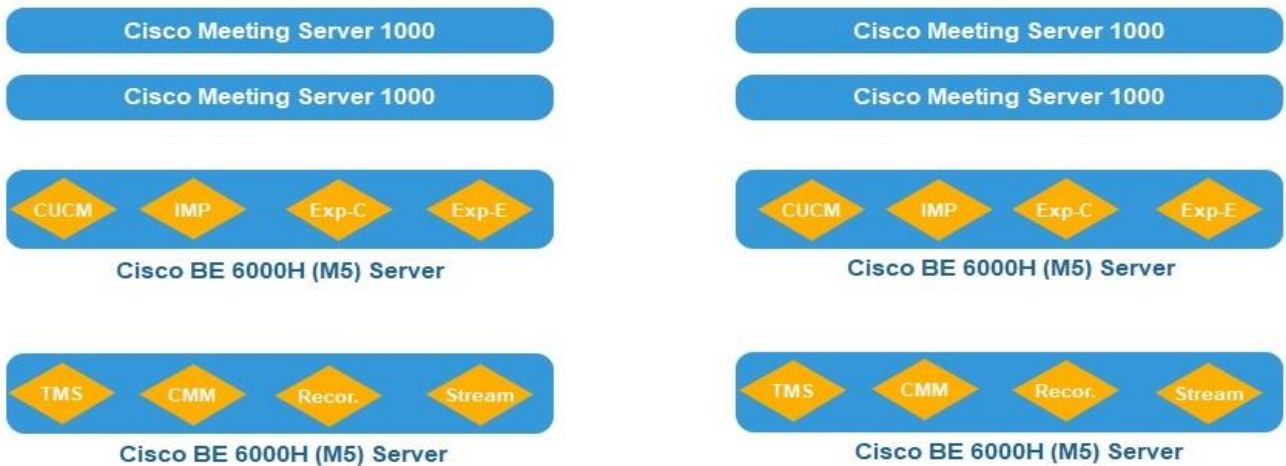 Cisco Meeting Server 1000
Cisco Meeting Server 1000
CUCM IMP Exp-C Exp-E
Cisco BE 6000H (M5) Server
TMS CMM Recor. Stream
Cisco BE 6000H (M5) Server
Cisco Meeting Server 1000
Cisco Meeting Server 1000
CUCM IMP Exp-C Exp-E
Cisco BE 6000H (M5) Server
TMS CMM Recor. Stream
Cisco BE 6000H (M5) Server